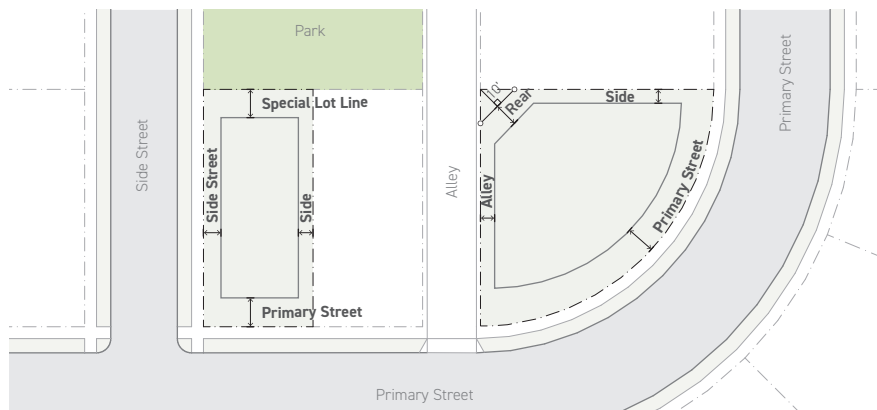 Park
Primary Street
10'
Rear
Side
Special Lot Line
Side Street
Side Street
Side
Alley
Alley
Primary Street
Primary Street
Primary Street